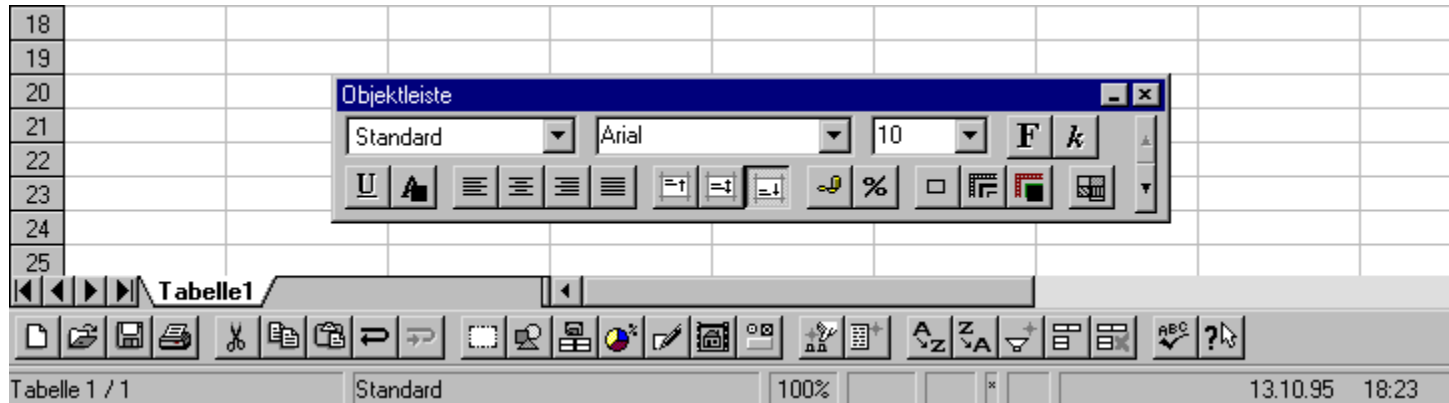 18
19
20
Objektleiste
21
Standard Arial 10 F k
22
U A %
23
24
25
Tabelle1
% A Z Z A ABC ?
Tabelle 1 / 1 Standard 100% * 13.10.95 18:23